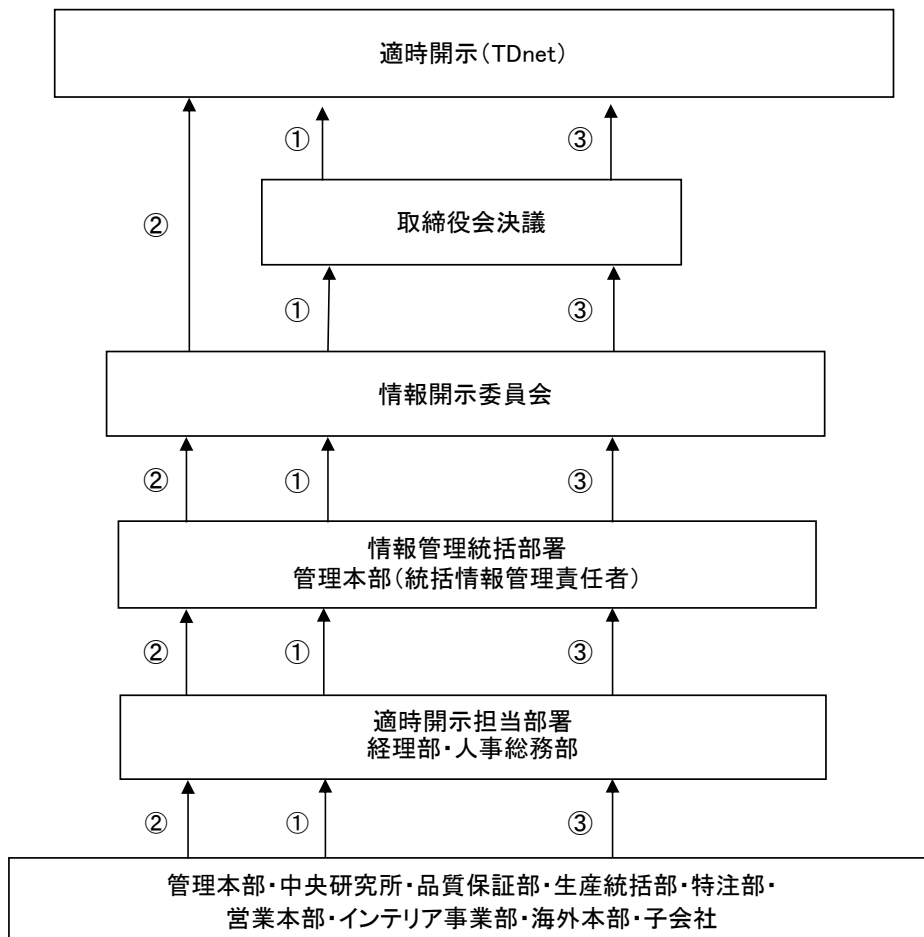 適時開示(TDnet)
① ③
② 取締役会決議
① ③
情報開示委員会
② ① ③
情報管理統括部署
管理本部(統括情報管理責任者)
② ① ③
適時開示担当部署
経理部・人事総務部
② ① ③
管理本部・中央研究所・品質保証部・生産統括部・特注部・
営業本部・インテリア事業部・海外本部・子会社